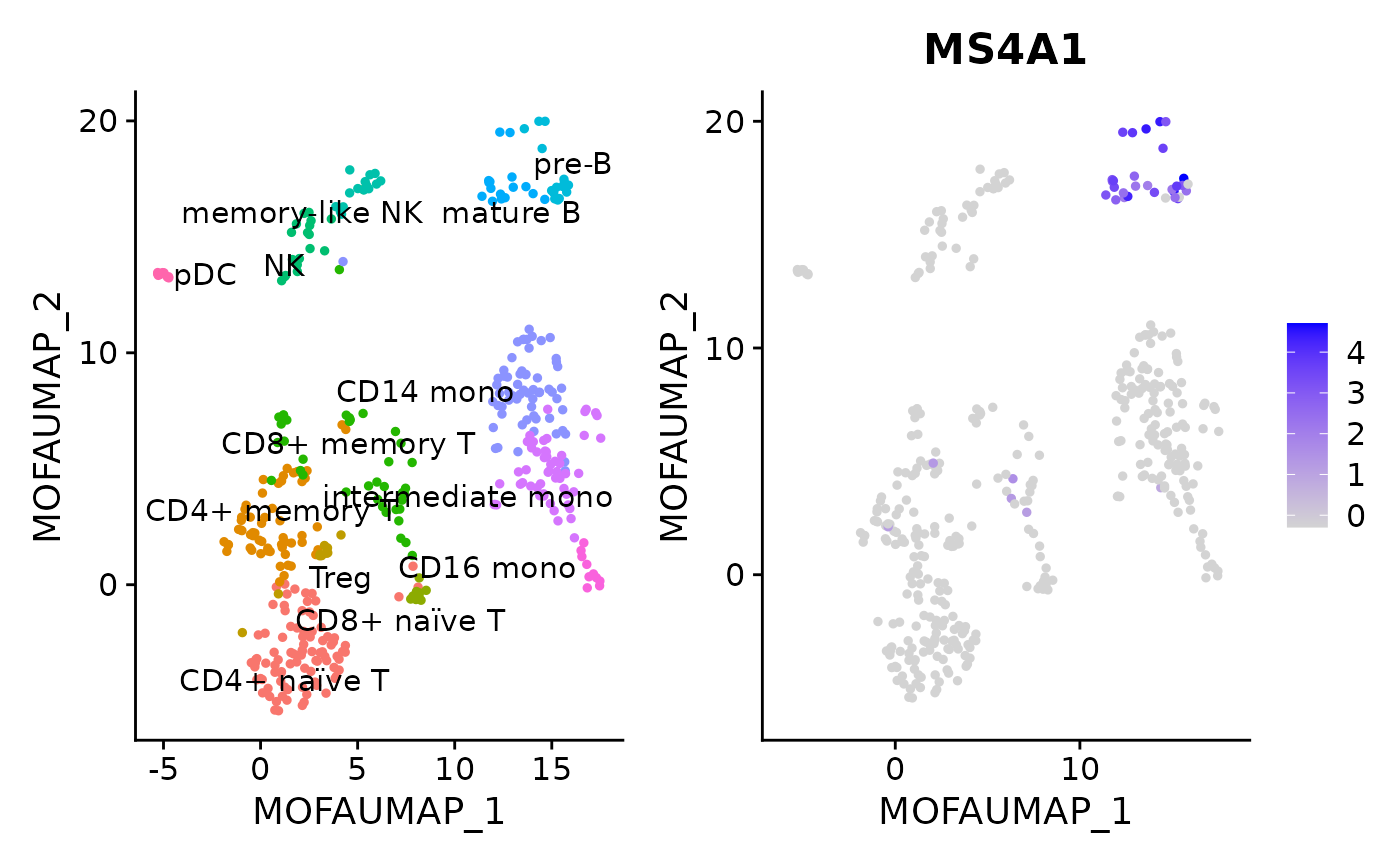 MS4A1
20
10
0
-5
0
5
10
15
MOFAUMAP_1
MOFAUMAP_2
pre-B
memory-like NK
mature B
NK
pDC
CD14 mono
CD8+ memory T
intermediate mono
CD4+ memory T
CD16 mono
Treg
CD8+ naïve T
CD4+ naïve T
20
10
0
0
10
MOFAUMAP_1
MOFAUMAP_2
4
3
2
1
0